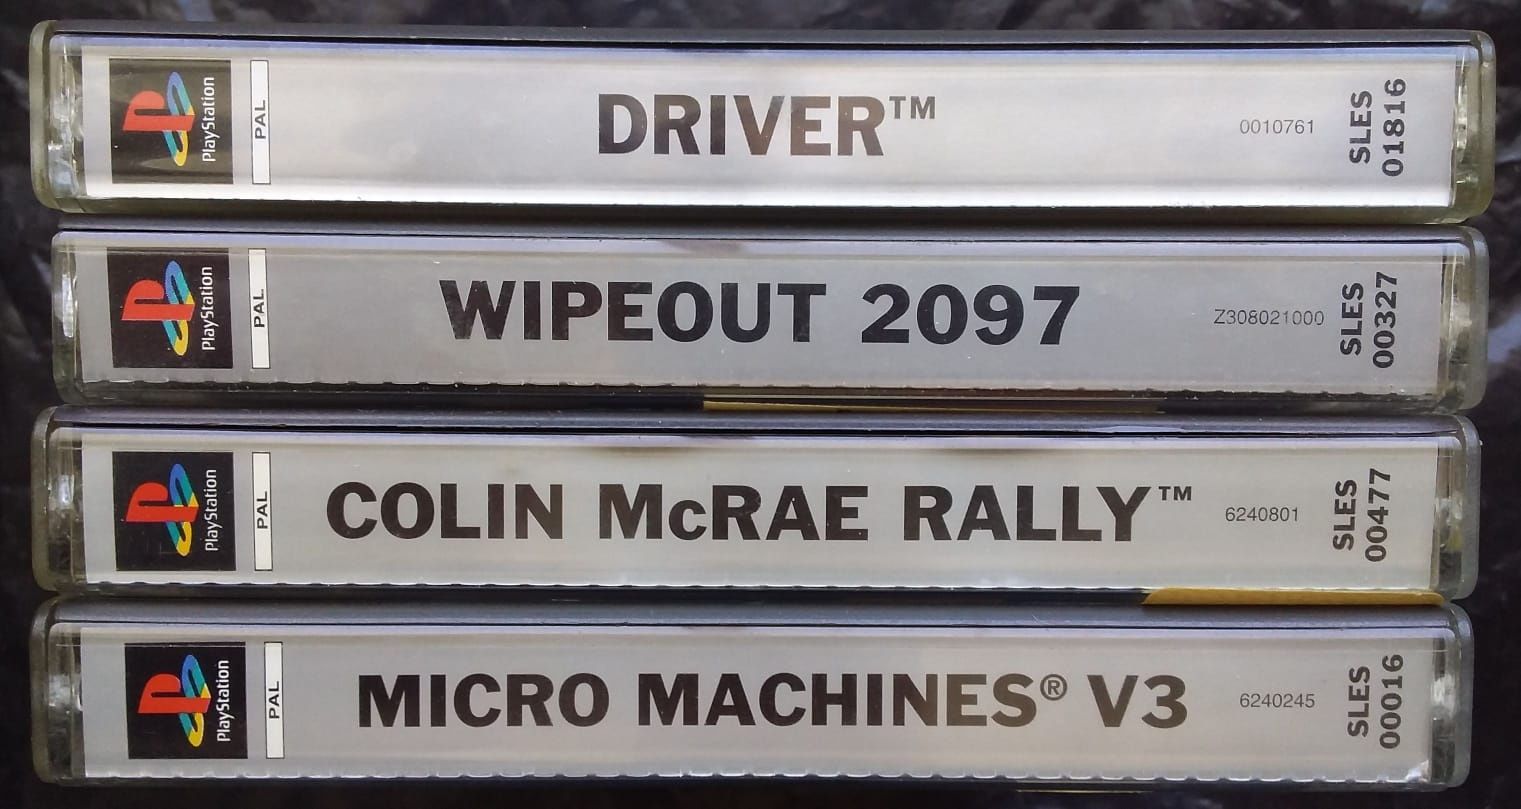 PlayStation
PAL
DRIVER™
0010761
SLES
01816
PlayStation
PAL
WIPEOUT 2097
Z308021000
SLES
00327
PlayStation
PAL
COLIN McRAE RALLY™
6240801
SLES
00477
PlayStation
PAL
MICRO MACHINES® V3
6240245
SLES
00016